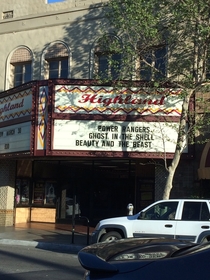 Highland
POWER RANGERS
GHOST IN THE SHELL
BEAUTY AND THE BEAST